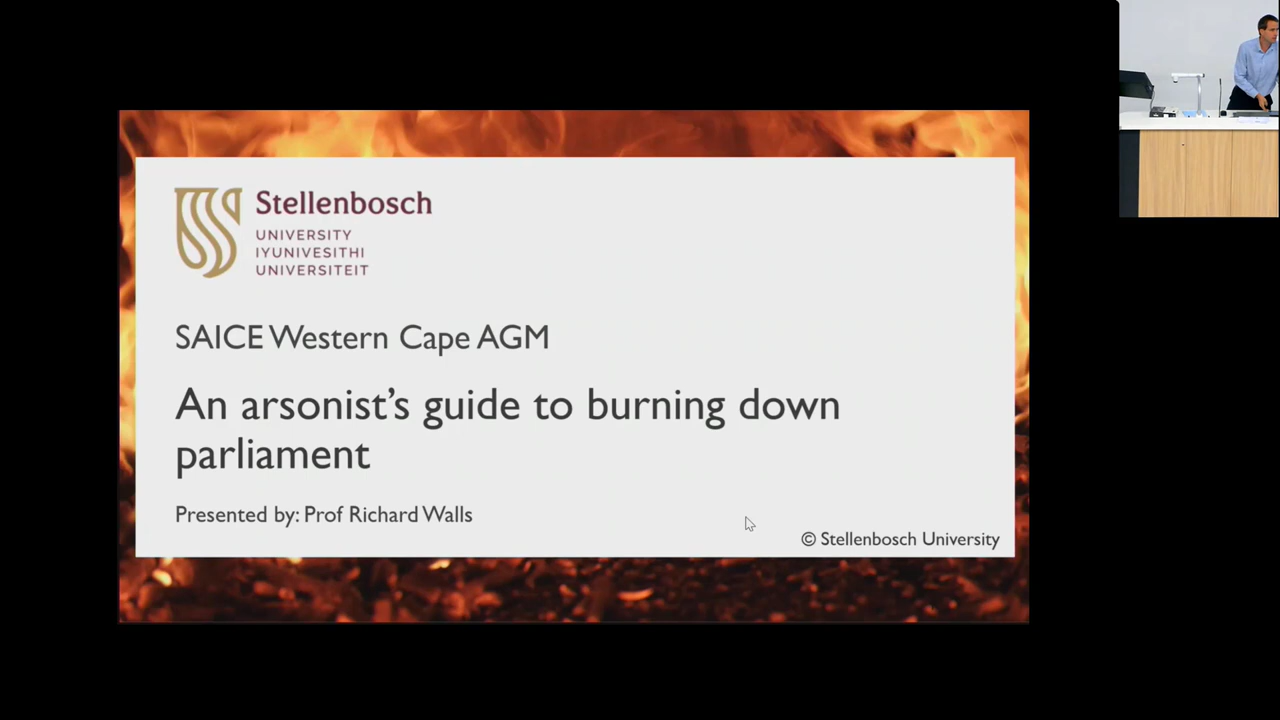 Stellenbosch
UNIVERSITY
IYUNIVESITHI
UNIVERSITEIT
SAICE Western Cape AGM
An arsonist's guide to burning down
parliament
Presented by: Prof Richard Walls
© Stellenbosch University